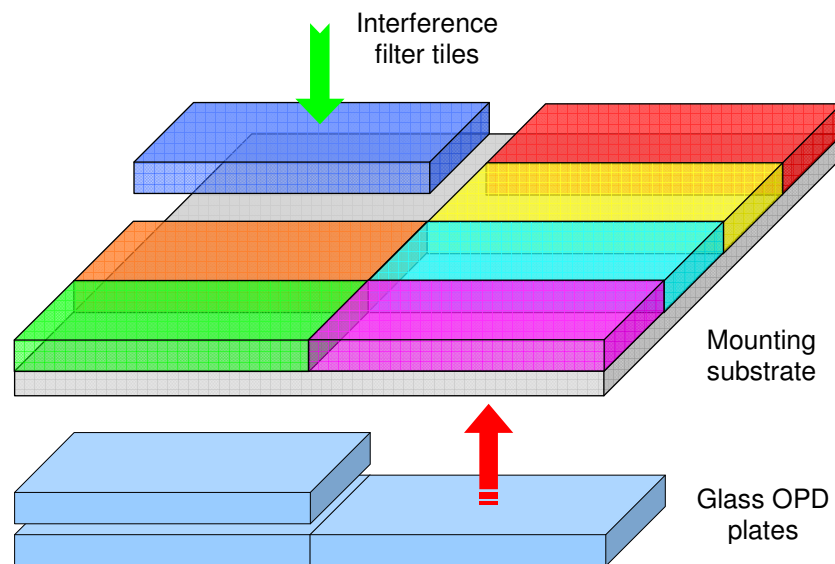 Interference
filter tiles
Mounting
substrate
Glass OPD
plates